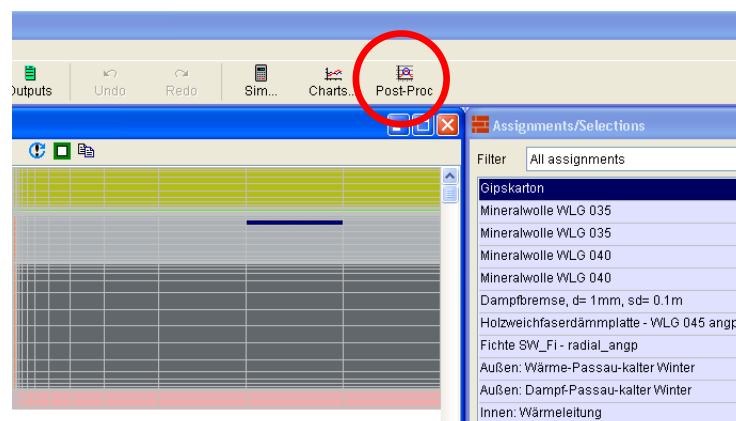 Outputs Undo Redo Sim... Charts... Post-Proc
Assignments/Selections
Filter All assignments
Gipskarton
Mineralwolle WLG 035
Mineralwolle WLG 035
Mineralwolle WLG 040
Mineralwolle WLG 040
Dampfbremse, d= 1mm, sd= 0.1m
Holzweichfaserdämmplatte - WLG 045 angp
Fichte SW_Fi - radial_angp
Außen: Wärme-Passau-kalter Winter
Außen: Dampf-Passau-kalter Winter
Innen: Wärmeleitung